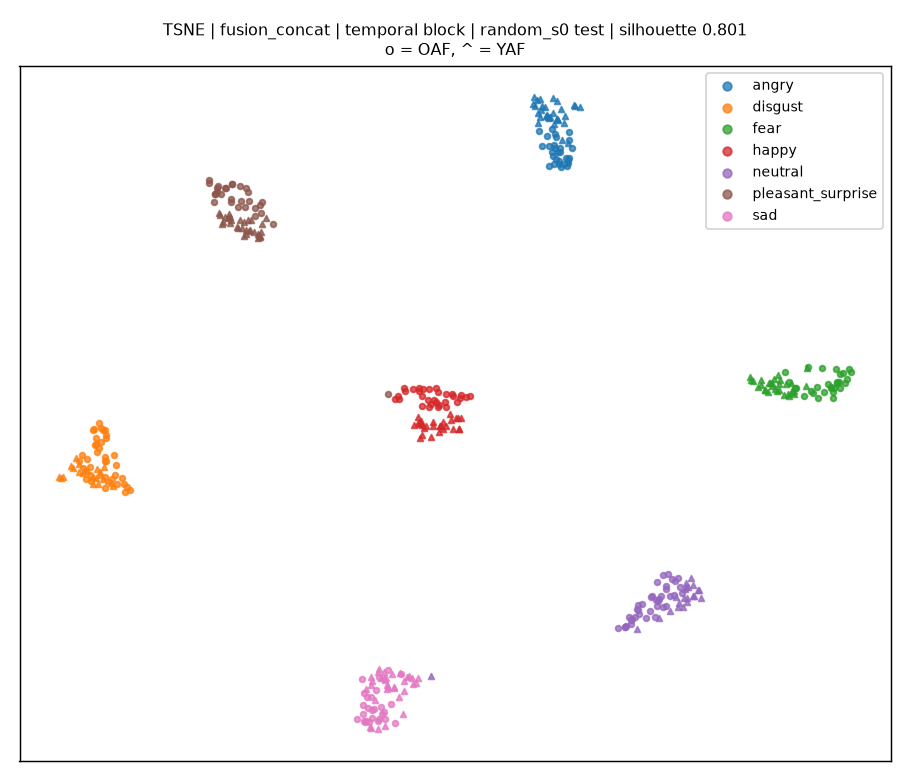 TSNE | fusion_concat | temporal block | random_s0 test | silhouette 0.801
o = OAF, ^ = YAF
angry
disgust
fear
happy
neutral
pleasant_surprise
sad